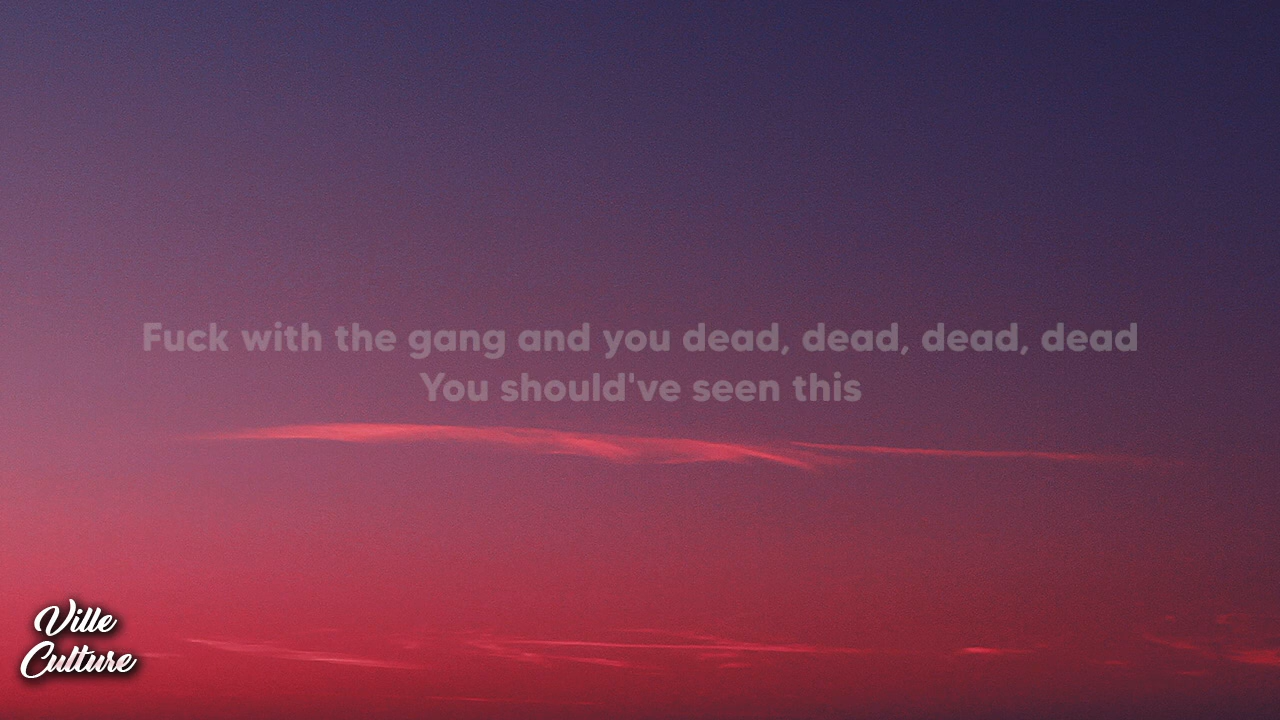 Fuck with the gang and you dead, dead, dead, dead
You should've seen this
Ville
Culture